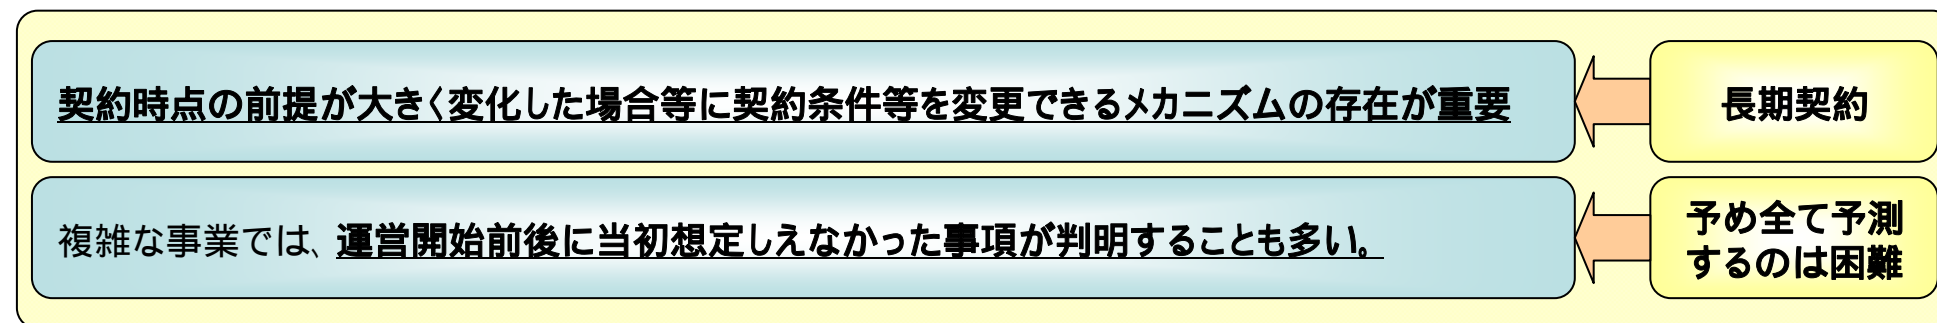 契約時点の前提が大きく変化した場合等に契約条件等を変更できるメカニズムの存在が重要
長期契約
複雑な事業では、運営開始前後に当初想定しえなかった事項が判明することも多い。
予め全て予測
するのは困難